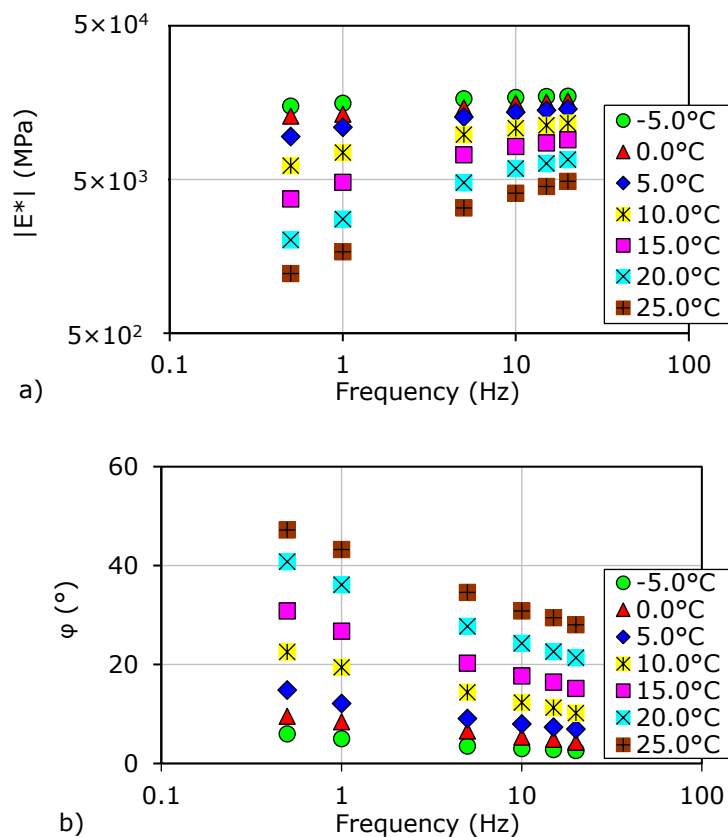 5×10⁴
5×10³
5×10²
|E*| (MPa)
-5.0°C
0.0°C
5.0°C
10.0°C
15.0°C
20.0°C
25.0°C
0.1 1 10 100
Frequency (Hz)
a)
60
40
20
0
φ (°)
-5.0°C
0.0°C
5.0°C
10.0°C
15.0°C
20.0°C
25.0°C
0.1 1 10 100
Frequency (Hz)
b)